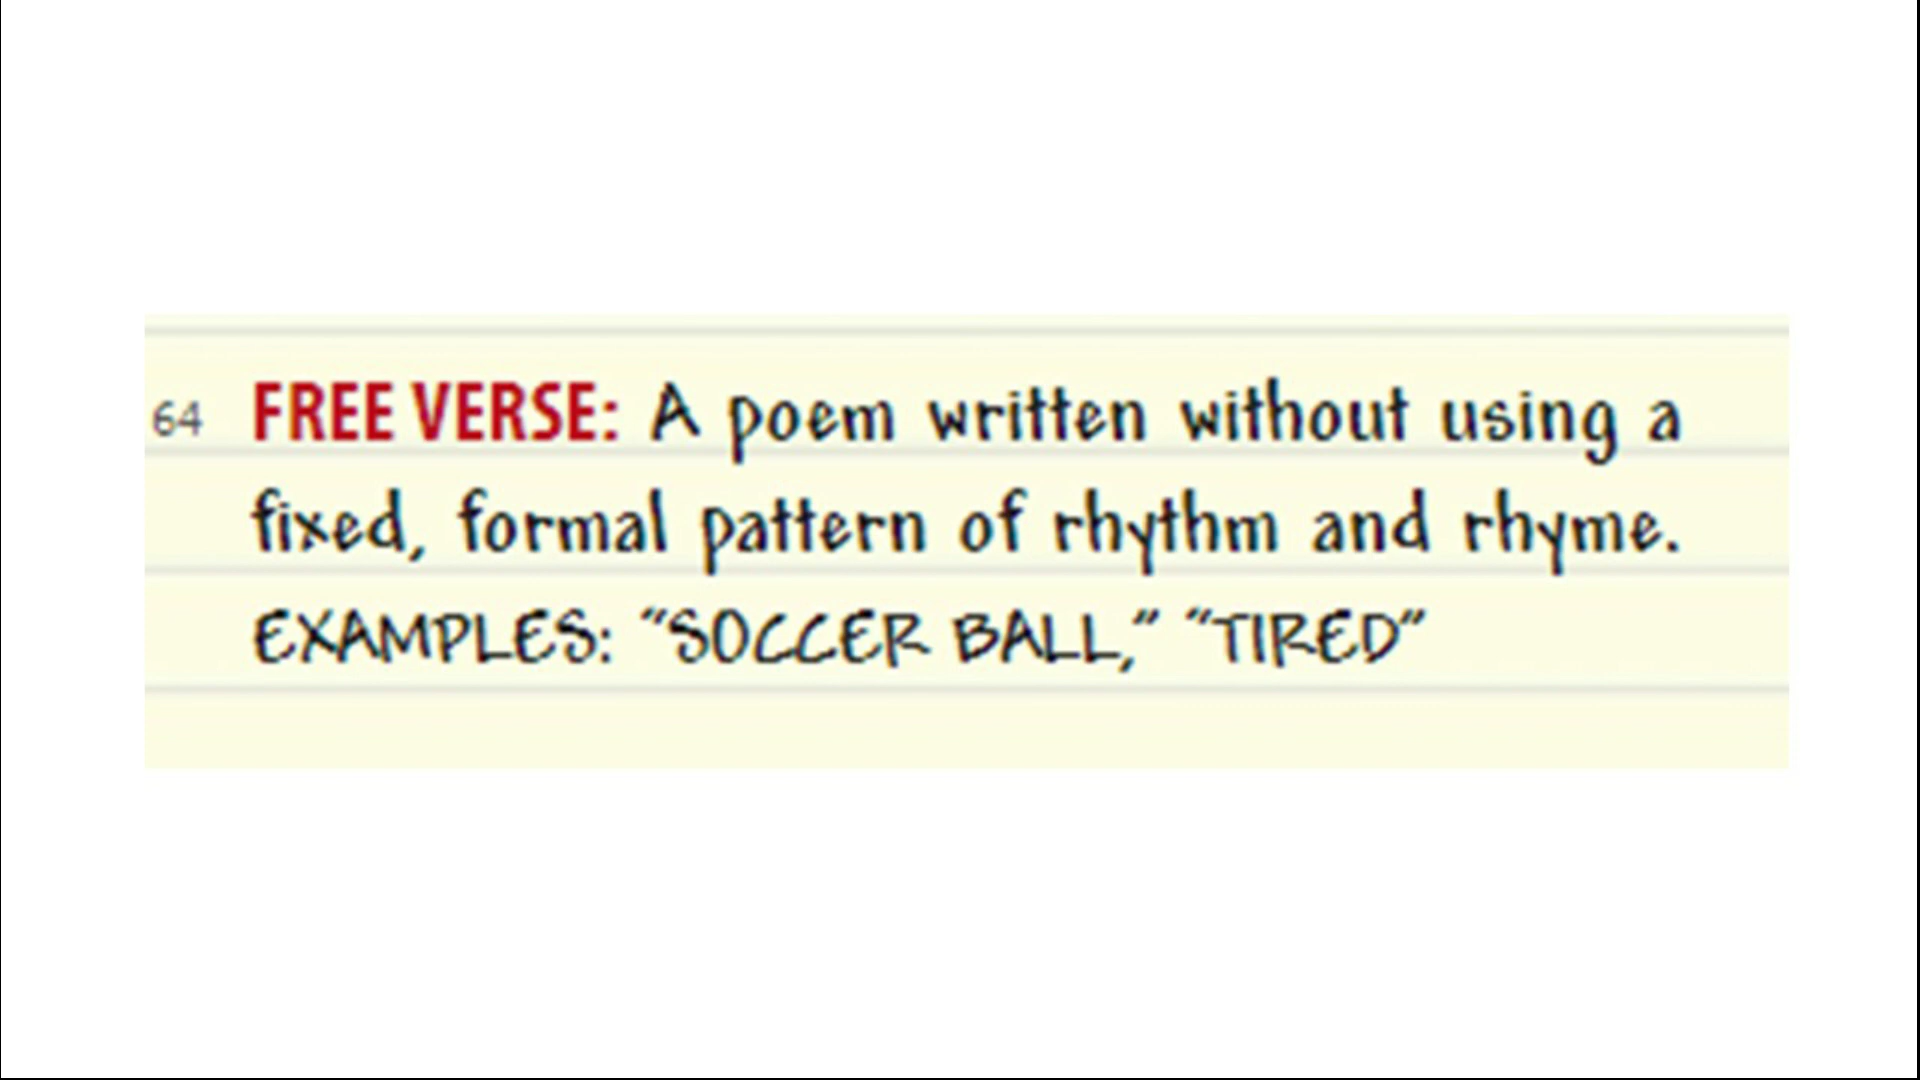 64 FREE VERSE: A poem written without using a
fixed, formal pattern of rhythm and rhyme.
EXAMPLES: “SOCCER BALL,” “TIRED”